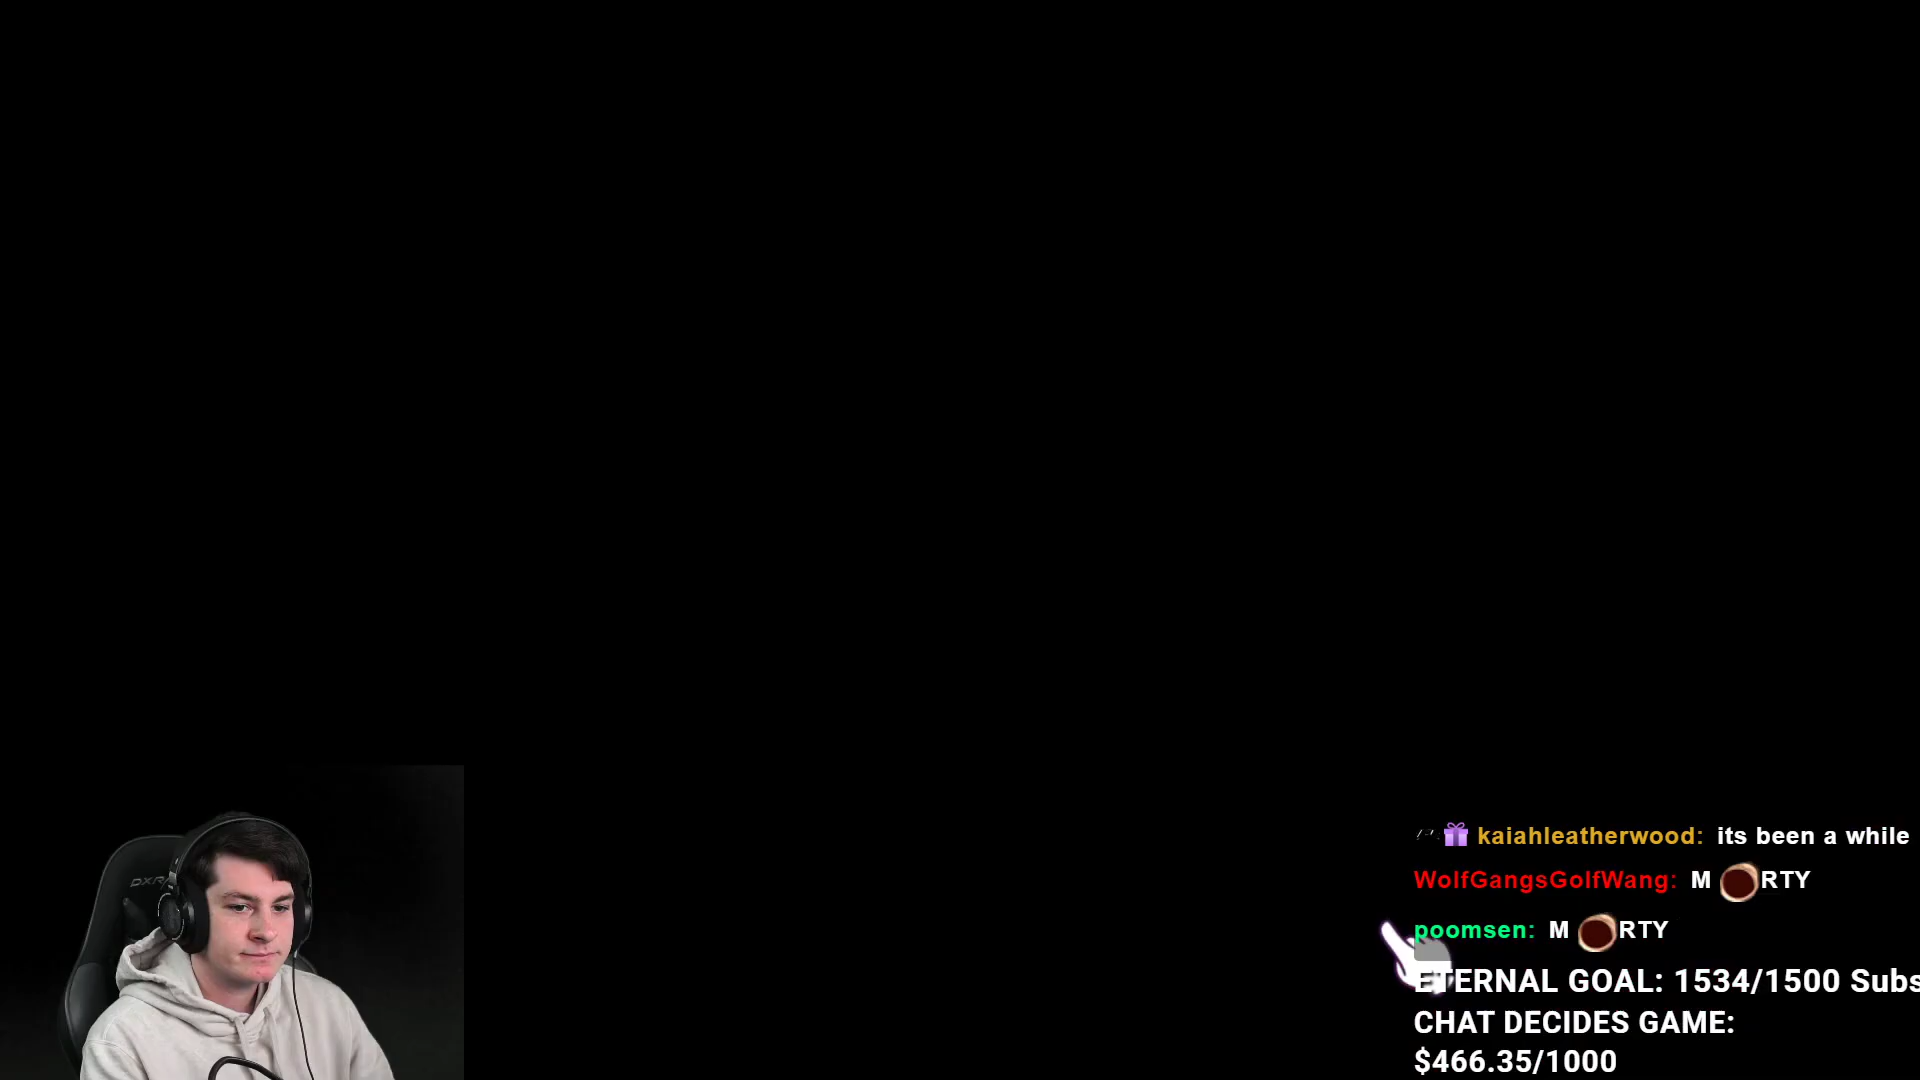 kaiahleatherwood: its been a while
WolfGangsGolfWang: M RTY
poomsen: M RTY
ETERNAL GOAL: 1534/1500 Subs
CHAT DECIDES GAME:
$466.35/1000